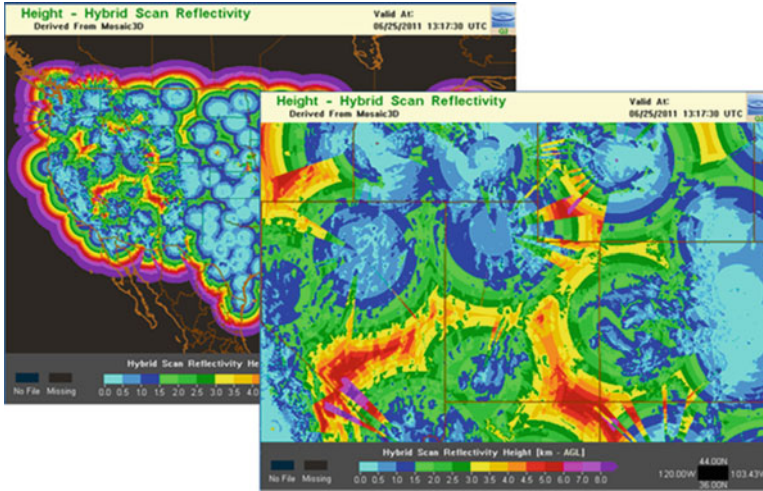 Height - Hybrid Scan Reflectivity
Derived From Mosaic3D
Valid At:
06/25/2011 13:17:30 UTC
Hybrid Scan Reflectivity He
No File Missing
0.0 0.5 1.0 1.5 2.0 2.5 3.0 3.5 4.0
Height - Hybrid Scan Reflectivity
Derived From Mosaic3D
Valid At:
06/25/2011 13:17:30 UTC
Hybrid Scan Reflectivity Height [km - AGL]
No File Missing
0.0 0.5 1.0 1.5 2.0 2.5 3.0 3.5 4.0 4.5 5.0 6.0 7.0 8.0
44.00N
120.00W 103.43W
36.00N